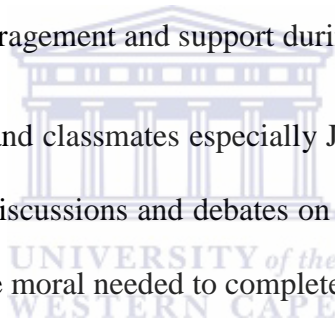 ragement and support duri
nd classmates especially J
iscussions and debates on
UNIVERSITY of the
e moral needed to complete
WESTERN CAPE